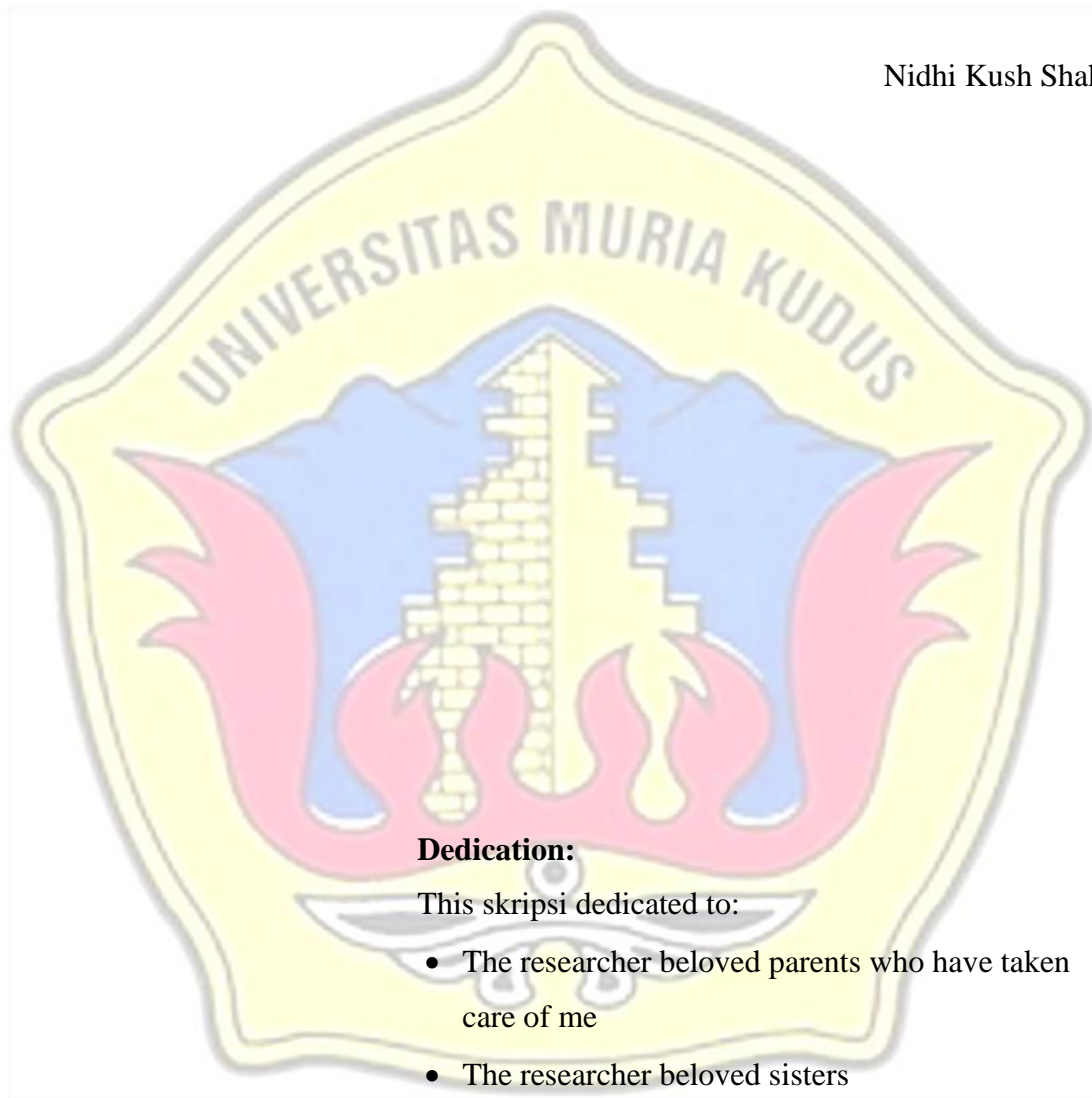 Nidhi Kush Shah
UNIVERSITAS MURIA KUDUS
Dedication:
This skripsi dedicated to:
• The researcher beloved parents who have taken
care of me
• The researcher beloved sisters